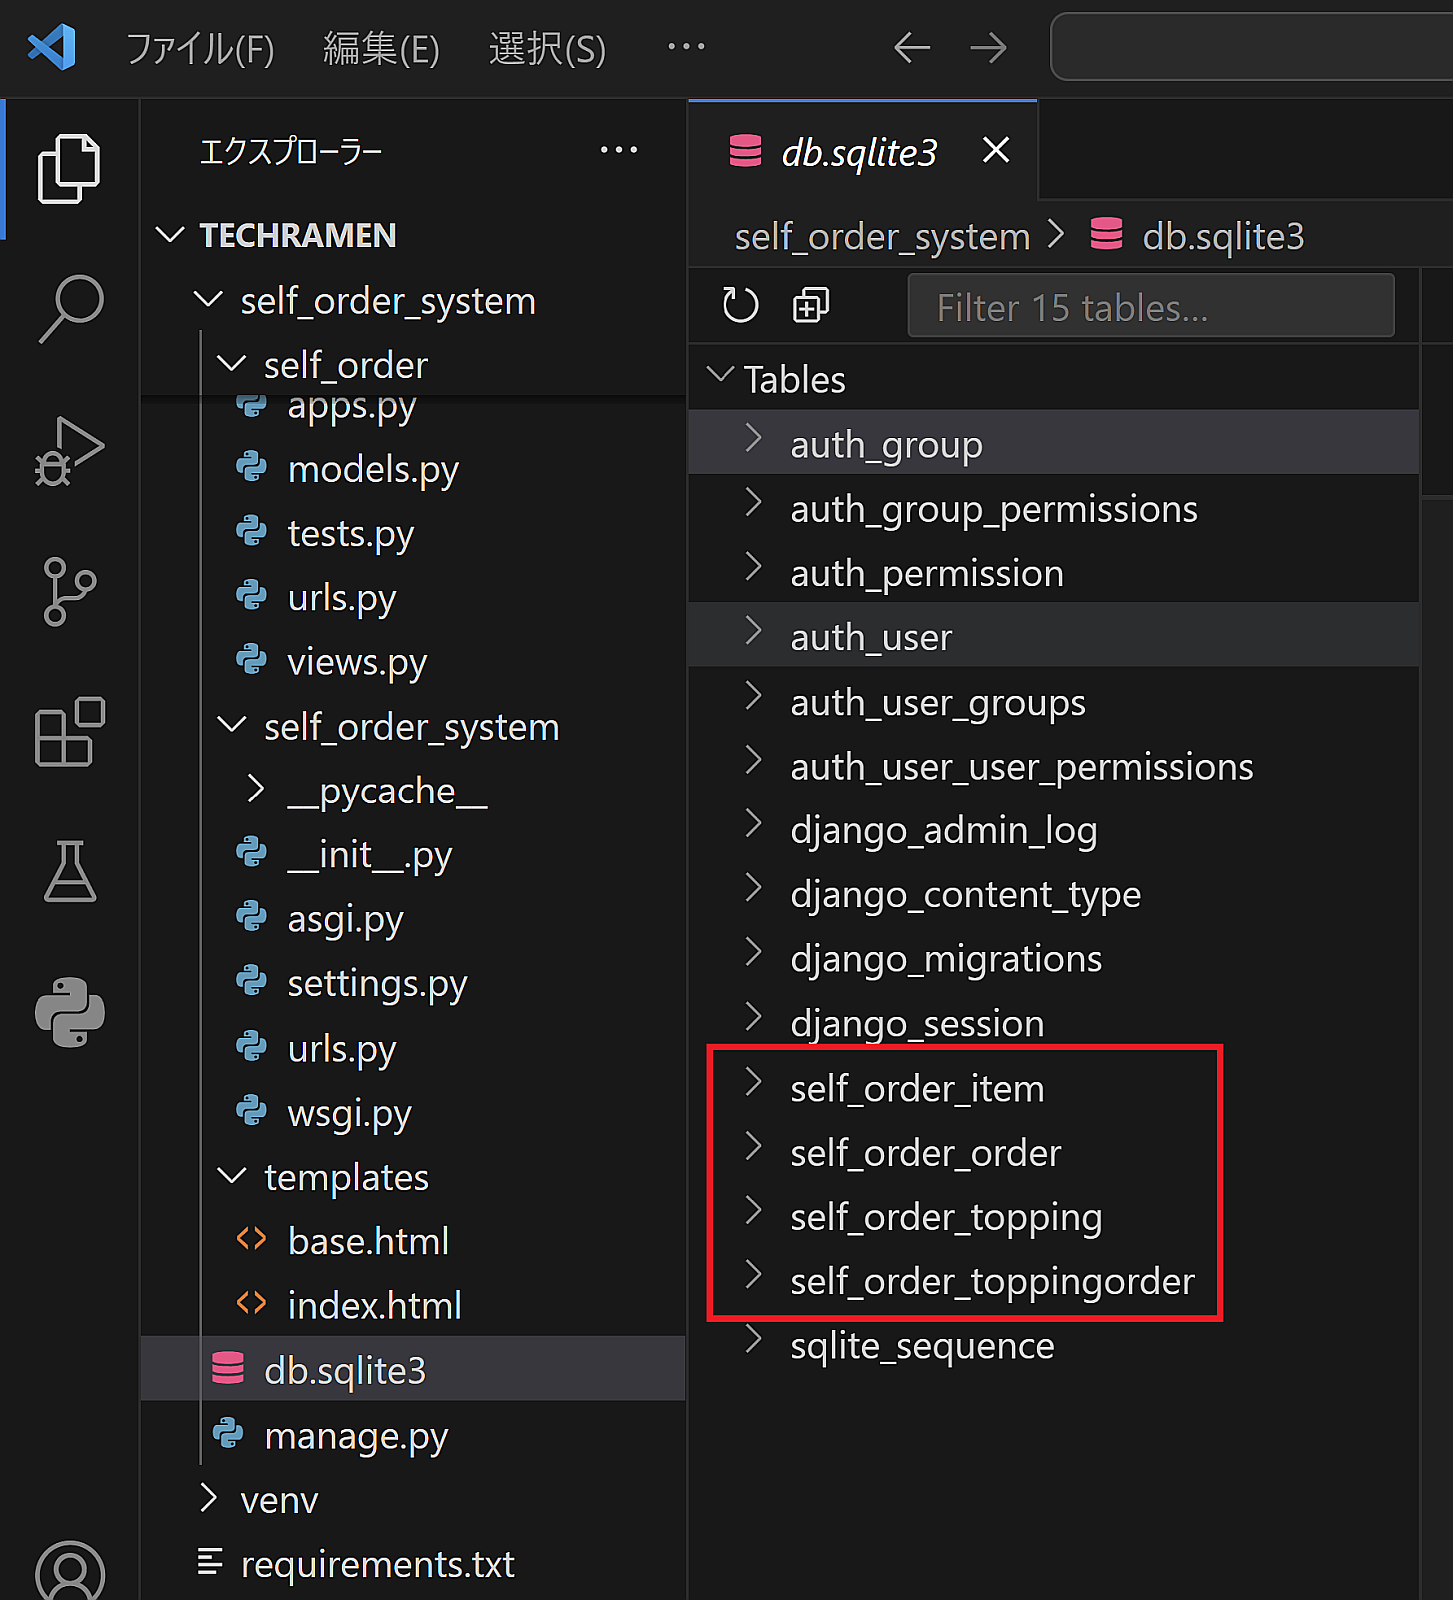 ファイル(F) 編集(E) 選択(S) ...
エクスプローラー ...
TECHRAMEN
self_order_system
self_order
apps.py
models.py
tests.py
urls.py
views.py
self_order_system
__pycache__
__init__.py
asgi.py
settings.py
urls.py
wsgi.py
templates
base.html
index.html
db.sqlite3
manage.py
venv
requirements.txt
db.sqlite3
self_order_system > db.sqlite3
Filter 15 tables...
Tables
auth_group
auth_group_permissions
auth_permission
auth_user
auth_user_groups
auth_user_user_permissions
django_admin_log
django_content_type
django_migrations
django_session
self_order_item
self_order_order
self_order_topping
self_order_toppingorder
sqlite_sequence